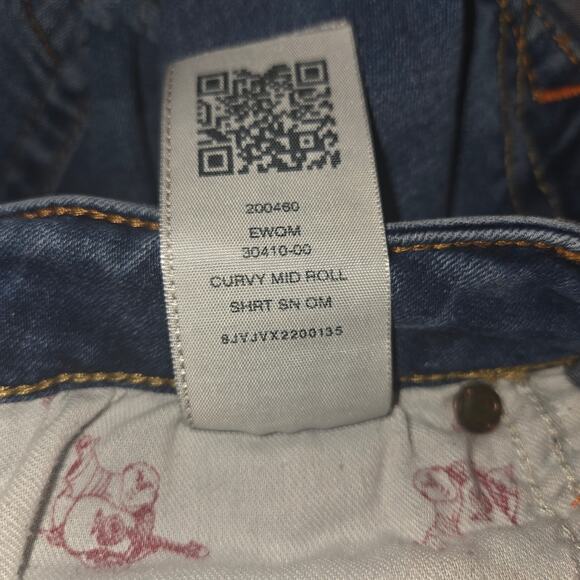 200460
EWOM
30410-00
CURVY MID ROLL
SHRT SN OM
8JVJVX2200135